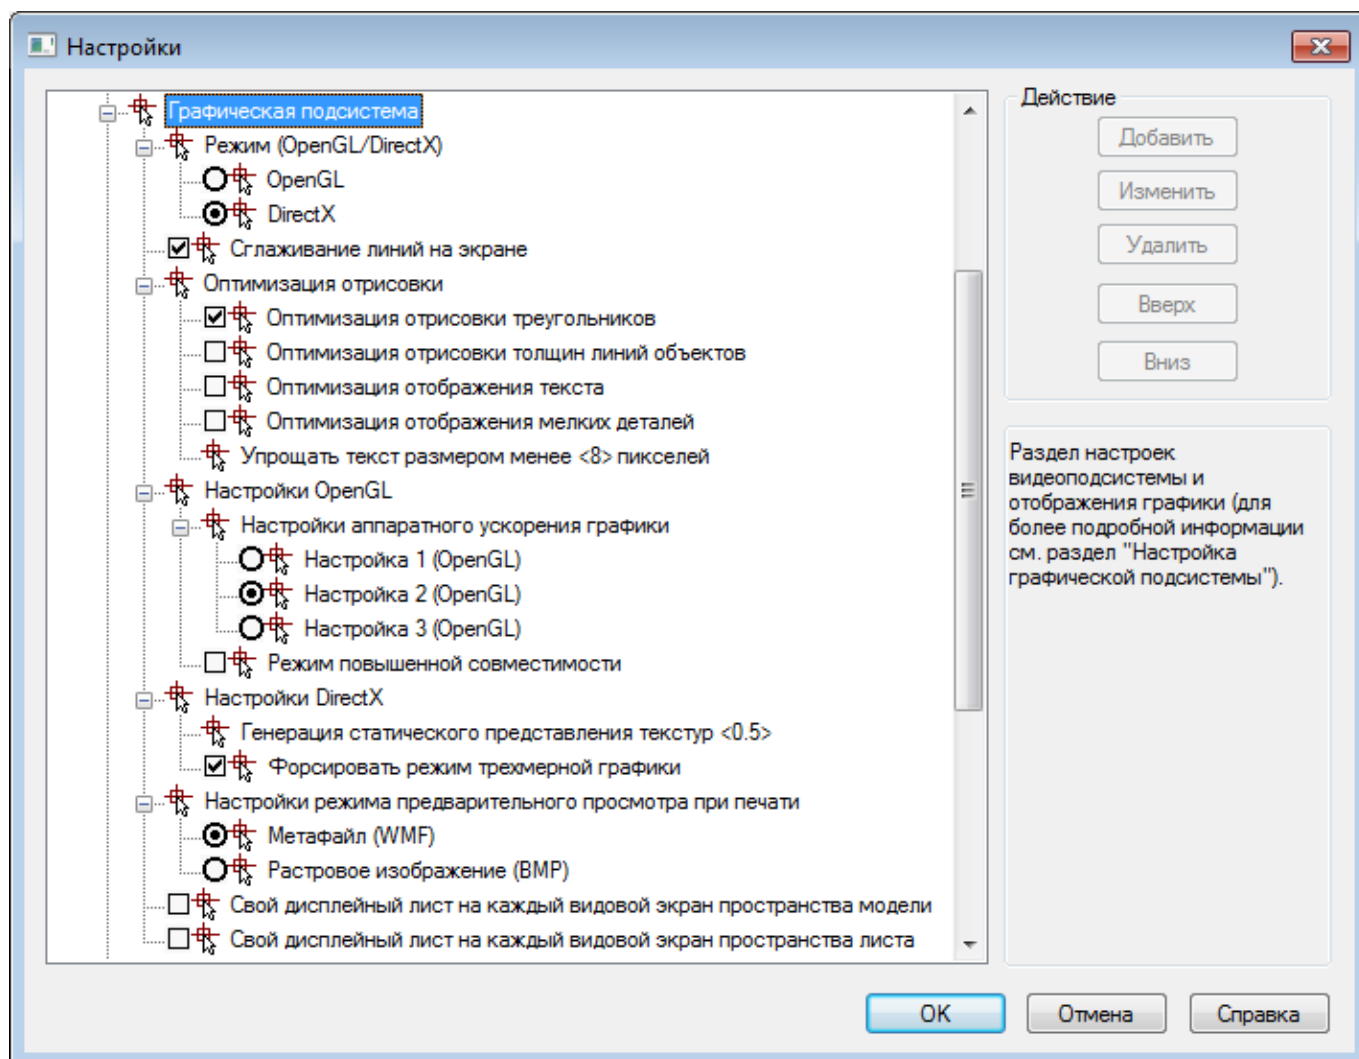 Настройки
Графическая подсистема
Режим (OpenGL/DirectX)
OpenGL
DirectX
Сглаживание линий на экране
Оптимизация отрисовки
Оптимизация отрисовки треугольников
Оптимизация отрисовки толщин линий объектов
Оптимизация отображения текста
Оптимизация отображения мелких деталей
Упрощать текст размером менее <8> пикселей
Настройки OpenGL
Настройки аппаратного ускорения графики
Настройка 1 (OpenGL)
Настройка 2 (OpenGL)
Настройка 3 (OpenGL)
Режим повышенной совместимости
Настройки DirectX
Генерация статического представления текстур <0.5>
Форсировать режим трехмерной графики
Настройки режима предварительного просмотра при печати
Метафайл (WMF)
Растровое изображение (BMP)
Свой дисплейный лист на каждый видовой экран пространства модели
Свой дисплейный лист на каждый видовой экран пространства листа
Действие
Добавить
Изменить
Удалить
Вверх
Вниз
Раздел настроек
видеоподсистемы и
отображения графики (для
более подробной информации
см. раздел "Настройка
графической подсистемы").
OK
Отмена
Справка